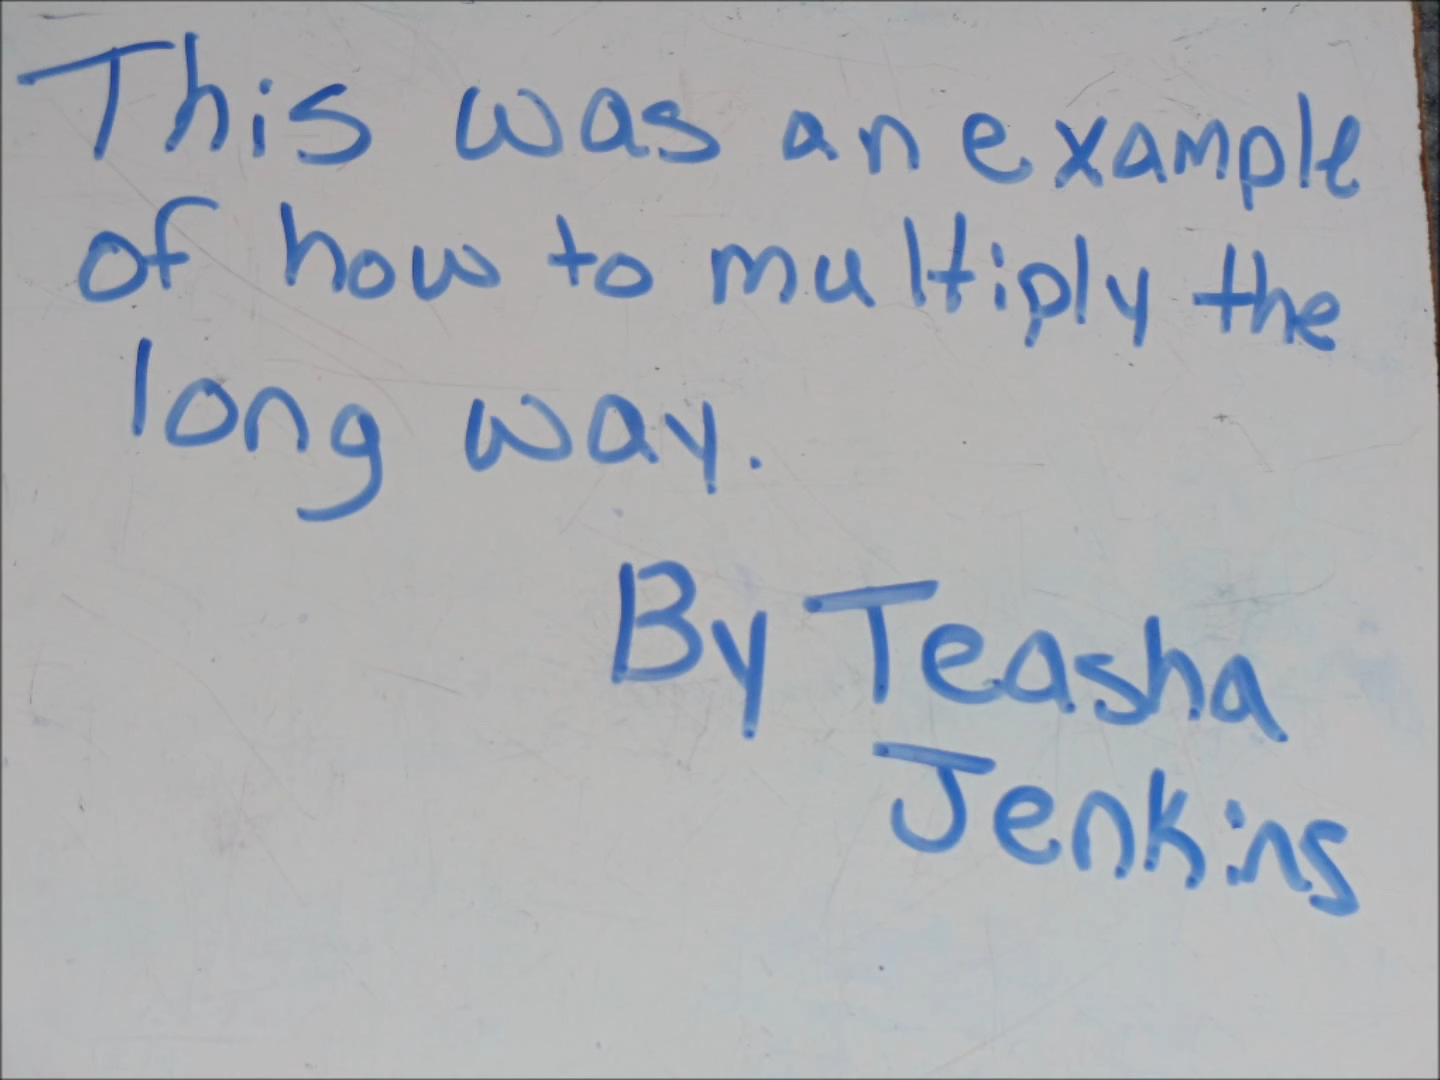 This was an example
of how to multiply the
long way.
By Teasha
Jenkins